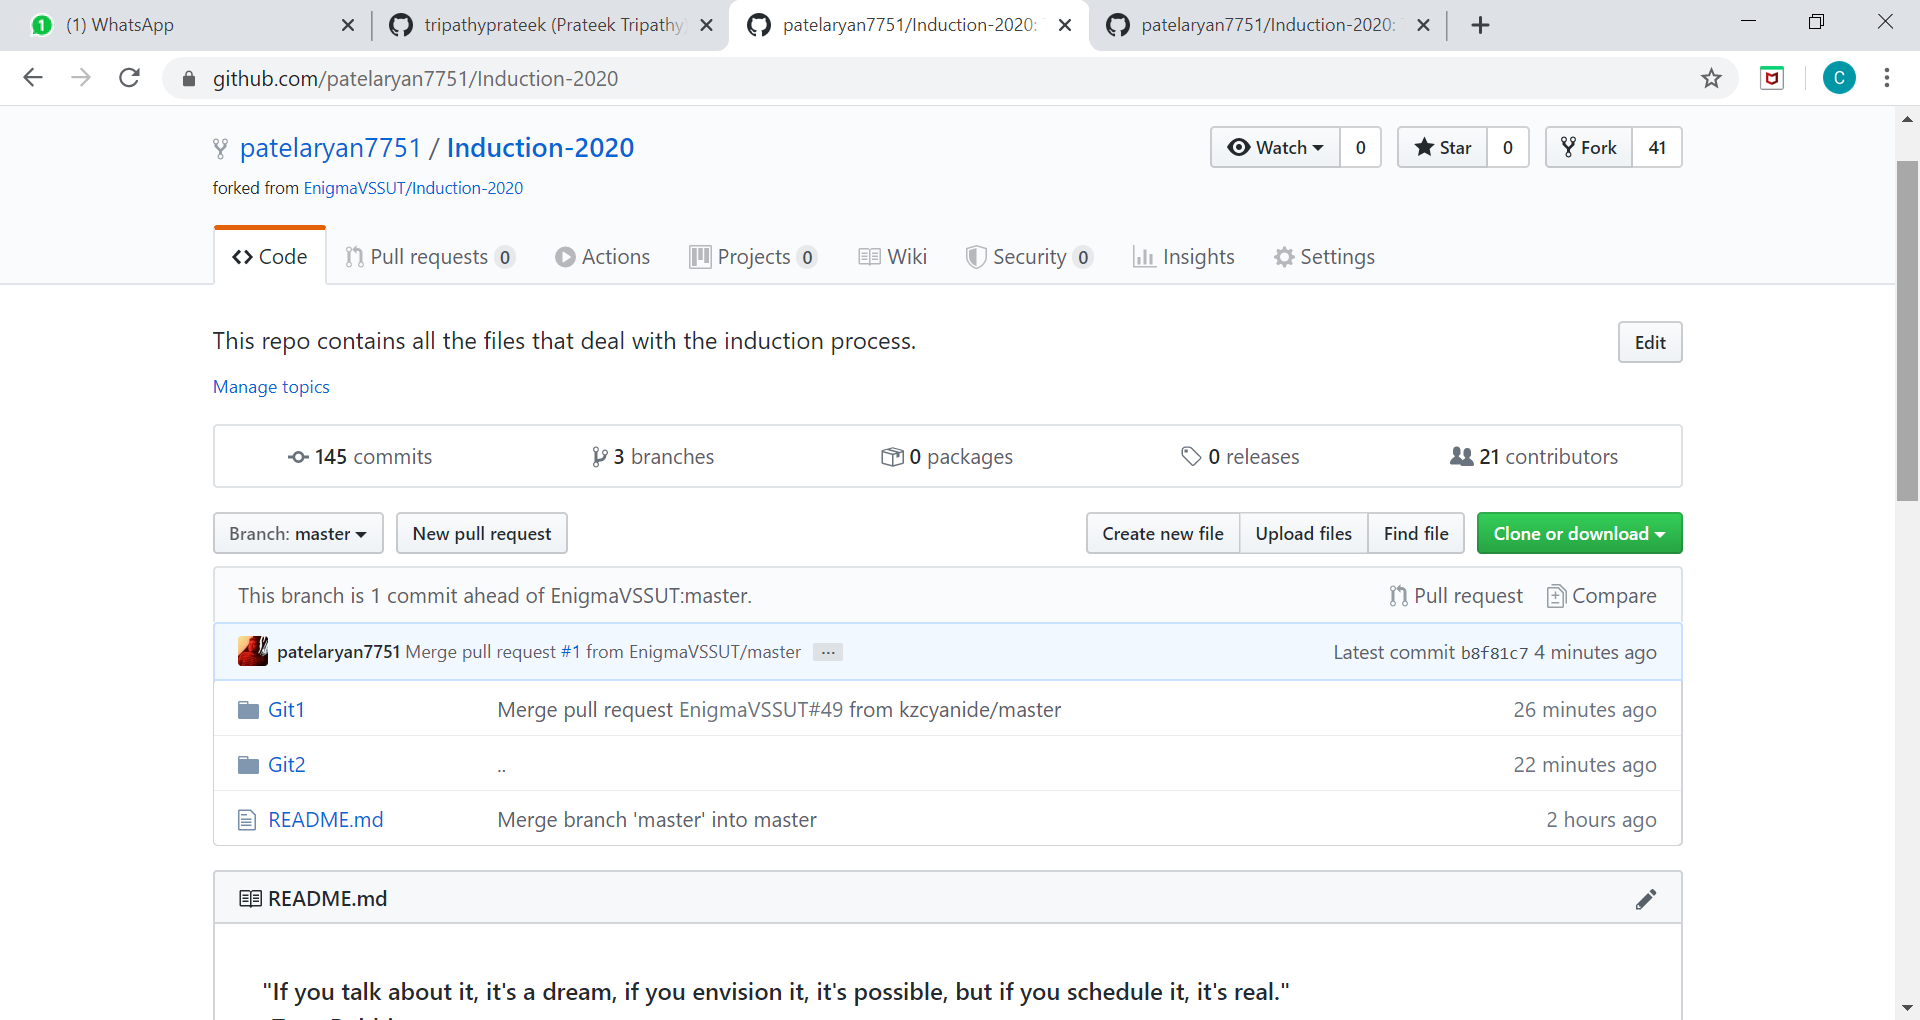 (1) WhatsApp
tripathyprateek (Prateek Tripathy)
patelaryan7751/Induction-2020:
patelaryan7751/Induction-2020:
github.com/patelaryan7751/Induction-2020
C
patelaryan7751 / Induction-2020
Watch 0 Star 0 Fork 41
forked from EnigmaVSSUT/Induction-2020
Code Pull requests 0 Actions Projects 0 Wiki Security 0 Insights Settings
This repo contains all the files that deal with the induction process.
Edit
Manage topics
145 commits 3 branches 0 packages 0 releases 21 contributors
Branch: master New pull request Create new file Upload files Find file Clone or download
This branch is 1 commit ahead of EnigmaVSSUT:master. Pull request Compare
patelaryan7751 Merge pull request #1 from EnigmaVSSUT/master ... Latest commit b8f81c7 4 minutes ago
Git1 Merge pull request EnigmaVSSUT#49 from kzcyanide/master 26 minutes ago
Git2 .. 22 minutes ago
README.md Merge branch 'master' into master 2 hours ago
README.md
"If you talk about it, it's a dream, if you envision it, it's possible, but if you schedule it, it's real."